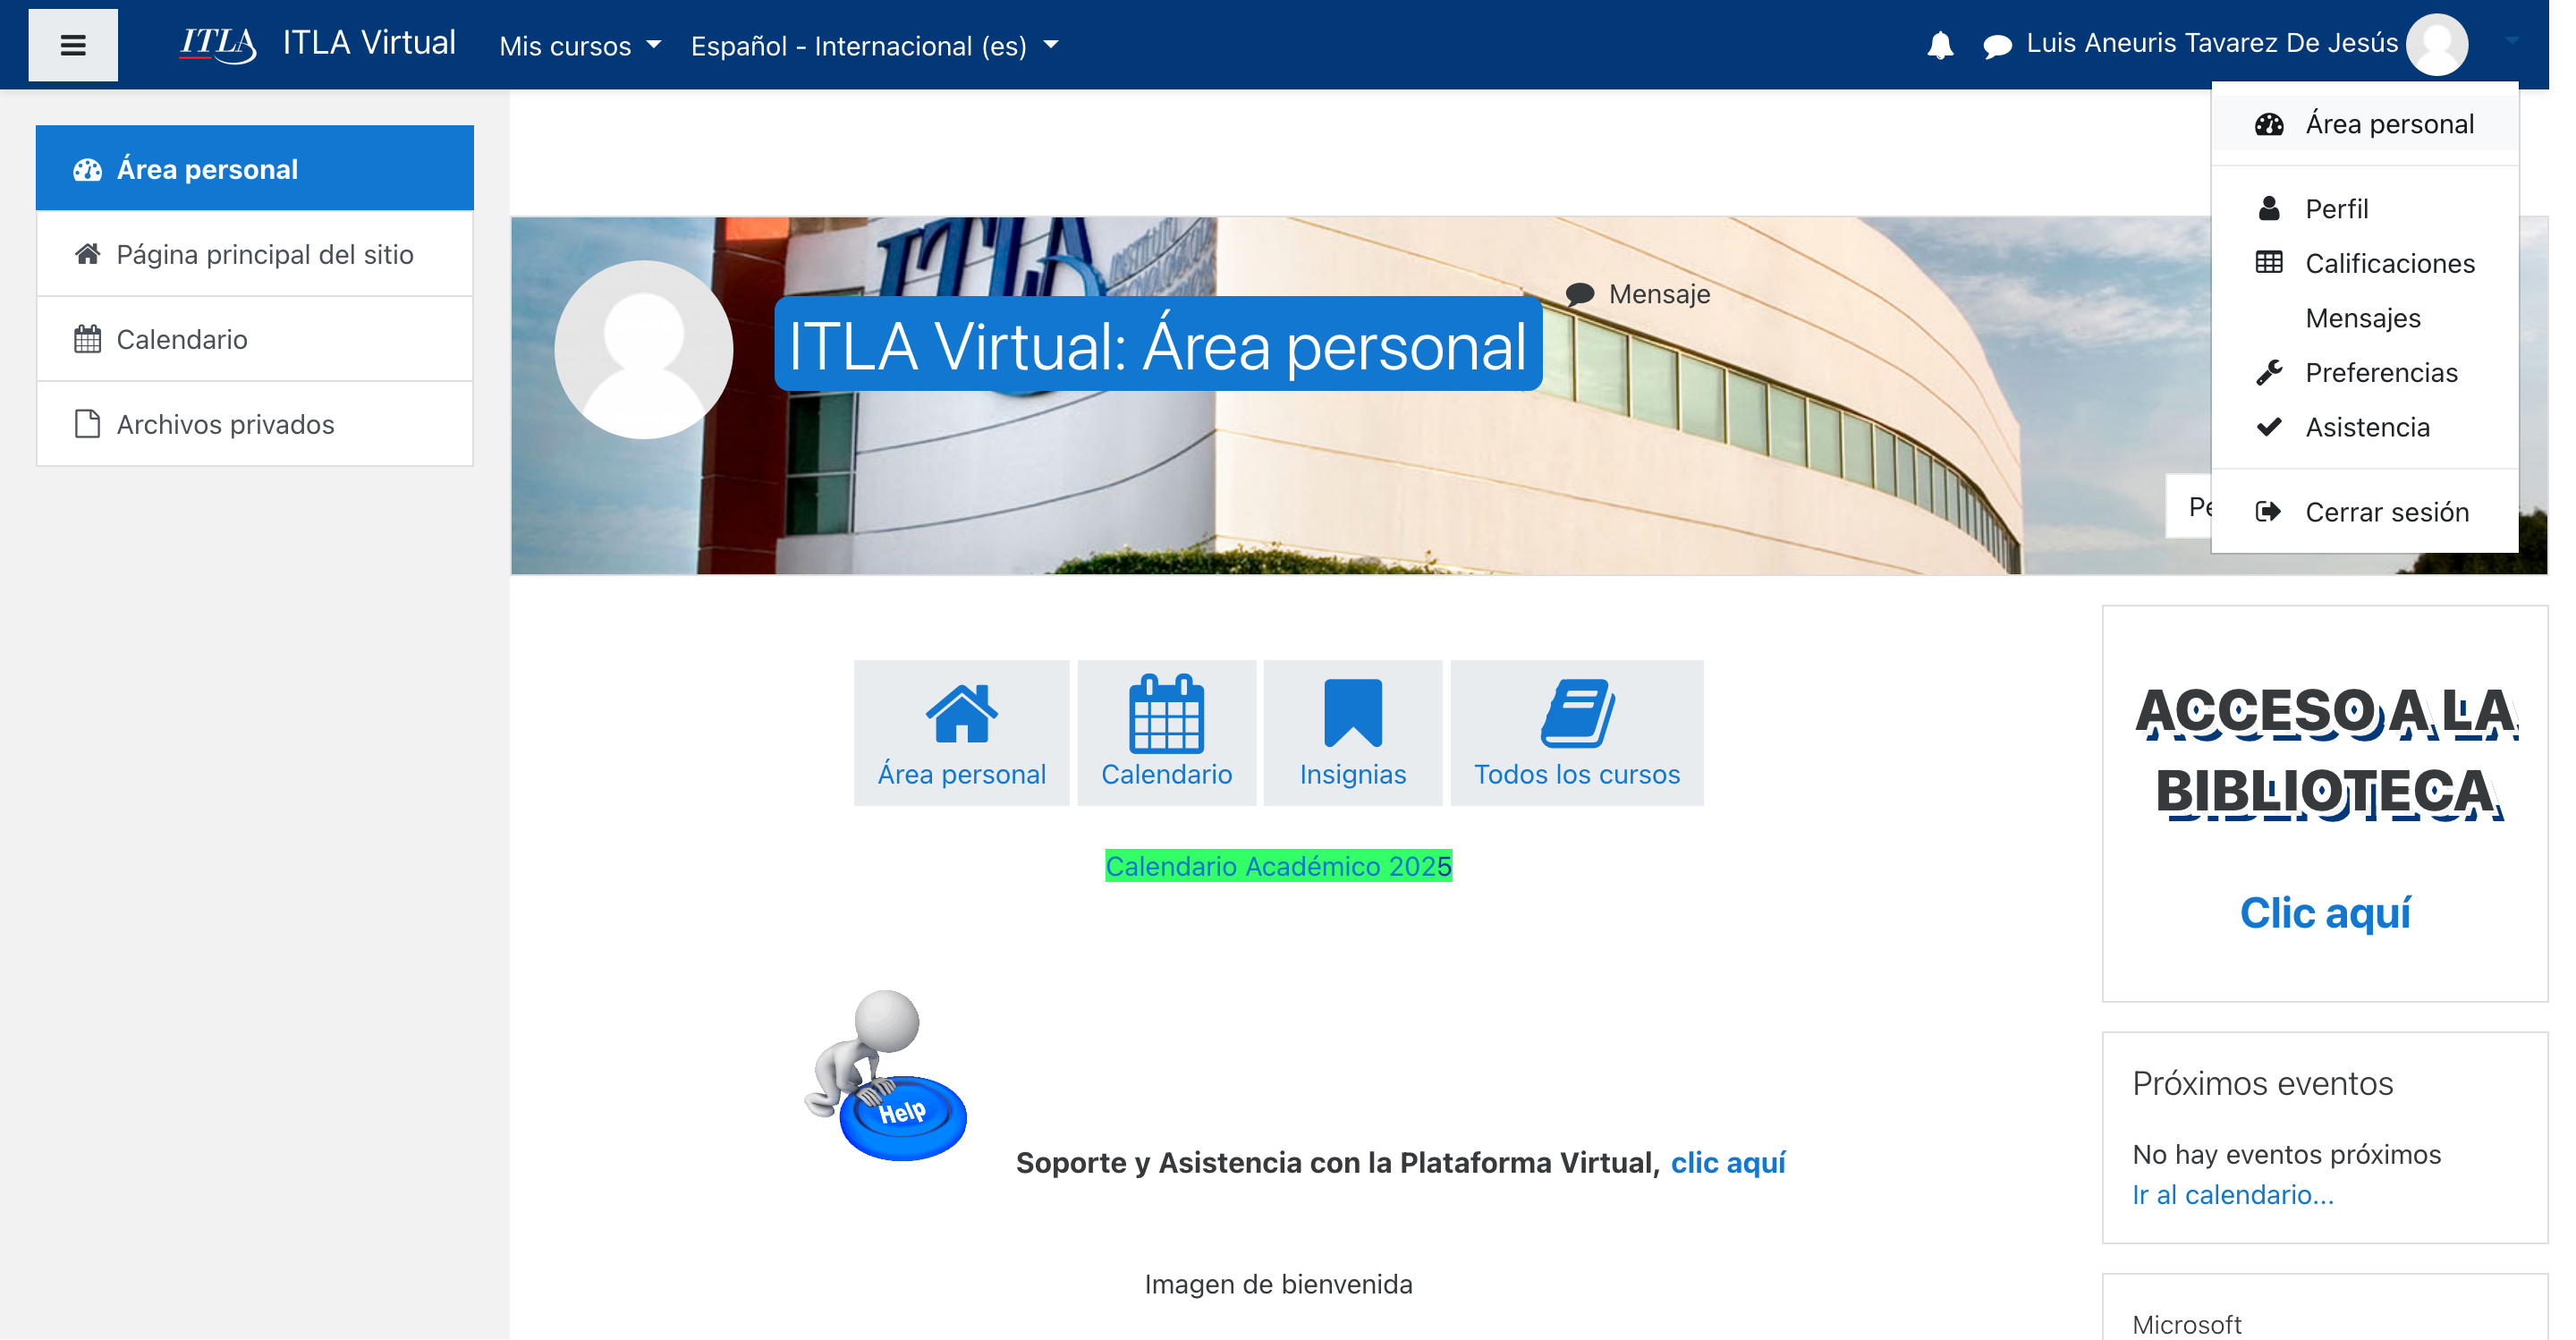 ITLA ITLA Virtual Mis cursos Español - Internacional (es) Luis Aneuris Tavarez De Jesús
Área personal
Página principal del sitio
Calendario
Archivos privados
Área personal
Perfil
Calificaciones
Mensajes
Preferencias
Asistencia
Cerrar sesión
ITLA
ITLA Virtual: Área personal
Mensaje
Área personal
Calendario
Insignias
Todos los cursos
Calendario Académico 2025
Help
Soporte y Asistencia con la Plataforma Virtual, clic aquí
Imagen de bienvenida
ACCESO A LA
BIBLIOTECA
Clic aquí
Próximos eventos
No hay eventos próximos
Ir al calendario...
Microsoft